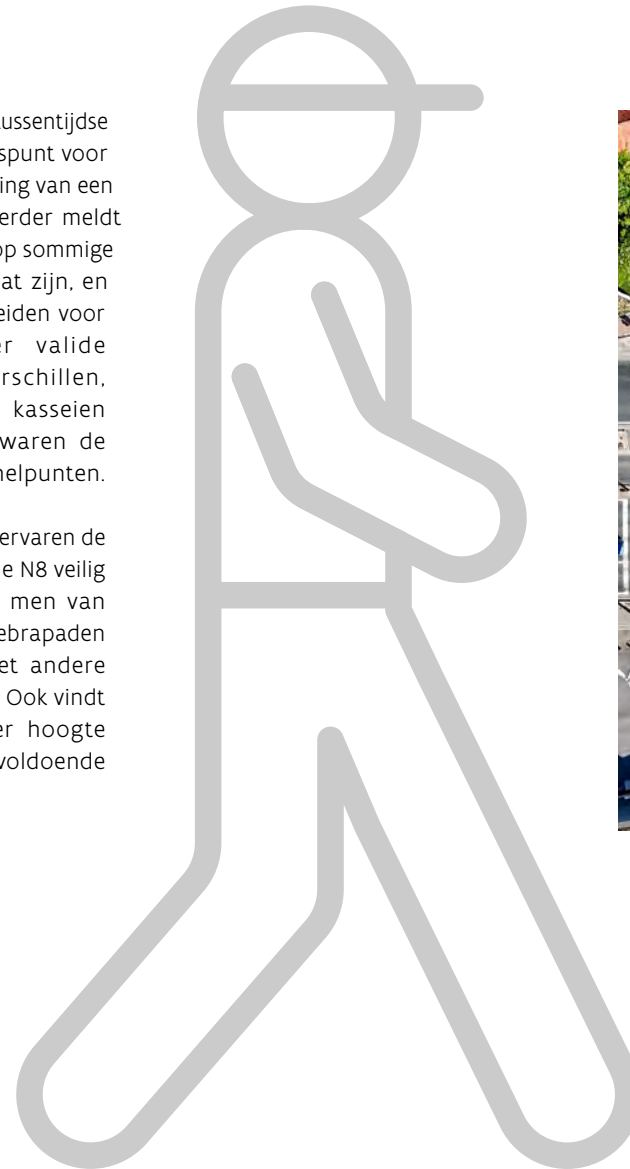 ussentijdse
spunt voor
ing van een
erder meldt
op sommige
at zijn, en
eiden voor
er valide
rschillen,
kasseien
waren de
nelpunten.
ervaren de
e N8 veilig
men van
ebrapaden
et andere
Ook vindt
er hoogte
voldoende